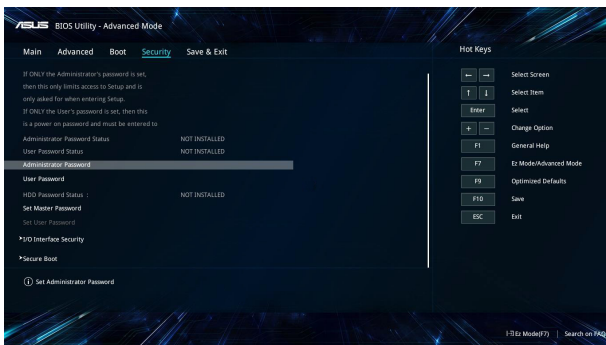 ASUS BIOS Utility - Advanced Mode
Main Advanced Boot Security Save & Exit
If ONLY the Administrator's password is set,
then this only limits access to Setup and is
only asked for when entering Setup.
If ONLY the User's password is set, then this
is a power on password and must be entered to
Administrator Password Status NOT INSTALLED
User Password Status NOT INSTALLED
Administrator Password
User Password
HDD Password Status : NOT INSTALLED
Set Master Password
Set User Password
>I/O Interface Security
>Secure Boot
Set Administrator Password
Hot Keys
← → Select Screen
↑ ↓ Select Item
Enter Select
+ − Change Option
F1 General Help
F7 Ez Mode/Advanced Mode
F9 Optimized Defaults
F10 Save
ESC Exit
Ez Mode(F7) | Search on FAQ